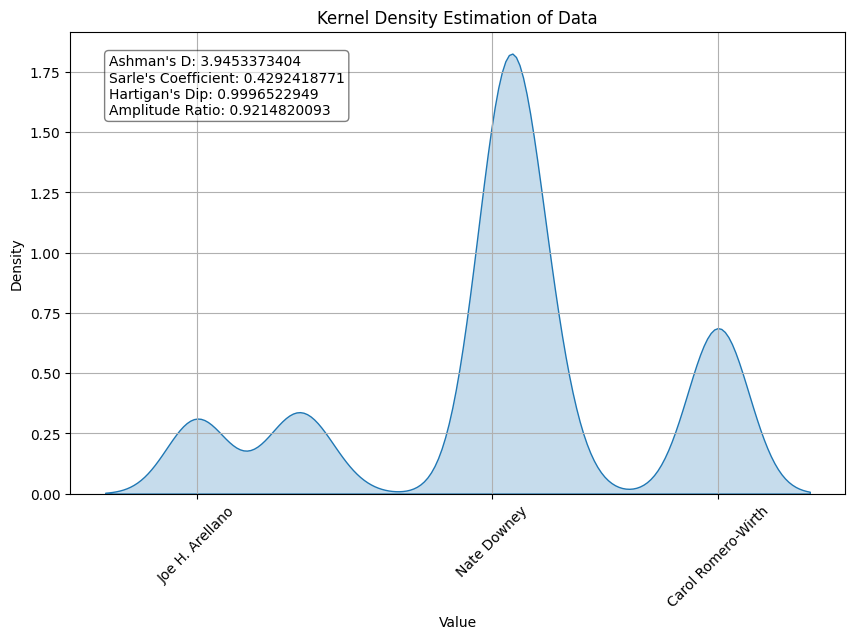 Kernel Density Estimation of Data
Ashman's D: 3.9453373404
Sarle's Coefficient: 0.4292418771
Hartigan's Dip: 0.9996522949
Amplitude Ratio: 0.9214820093
Density
1.75
1.50
1.25
1.00
0.75
0.50
0.25
0.00
Joe H. Arellano
Nate Downey
Carol Romero-Wirth
Value